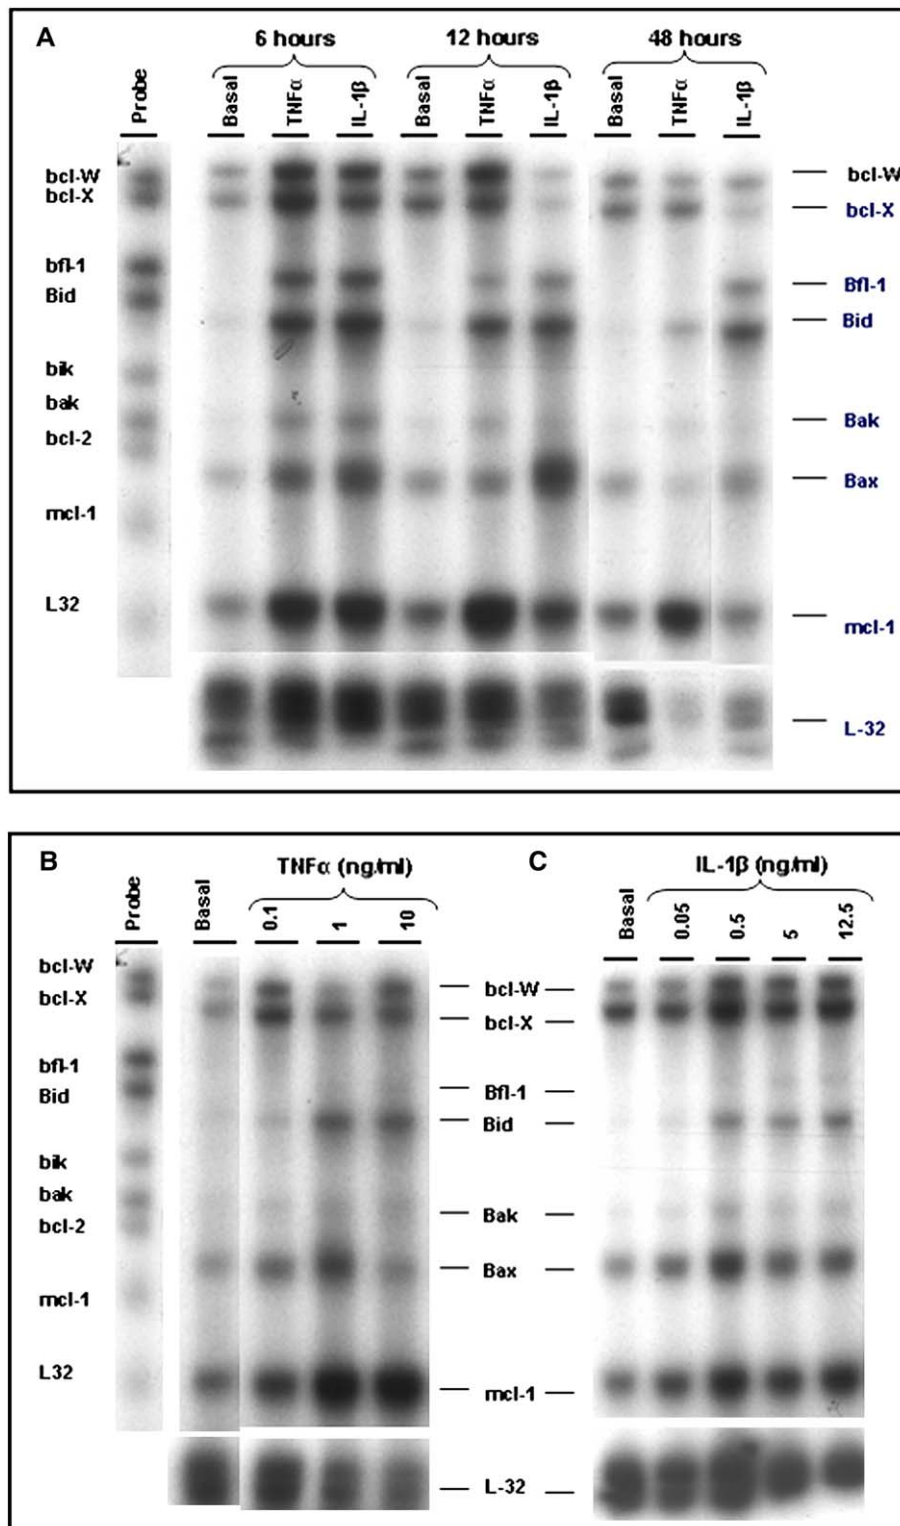 A
6 hours
12 hours
48 hours
Probe
Basal
TNFα
IL-1β
Basal
TNFα
IL-1β
Basal
TNFα
IL-1β
bcl-W
bcl-X
bfl-1
Bid
bik
bak
bcl-2
mcl-1
L32
bcl-W
bcl-X
Bfl-1
Bid
Bak
Bax
mcl-1
L-32
B
TNFα (ng/ml)
Probe
Basal
0.1
1
10
bcl-W
bcl-X
bfl-1
Bid
bik
bak
bcl-2
mcl-1
L32
bcl-W
bcl-X
Bfl-1
Bid
Bak
Bax
mcl-1
L-32
C
IL-1β (ng/ml)
Basal
0.05
0.5
5
12.5